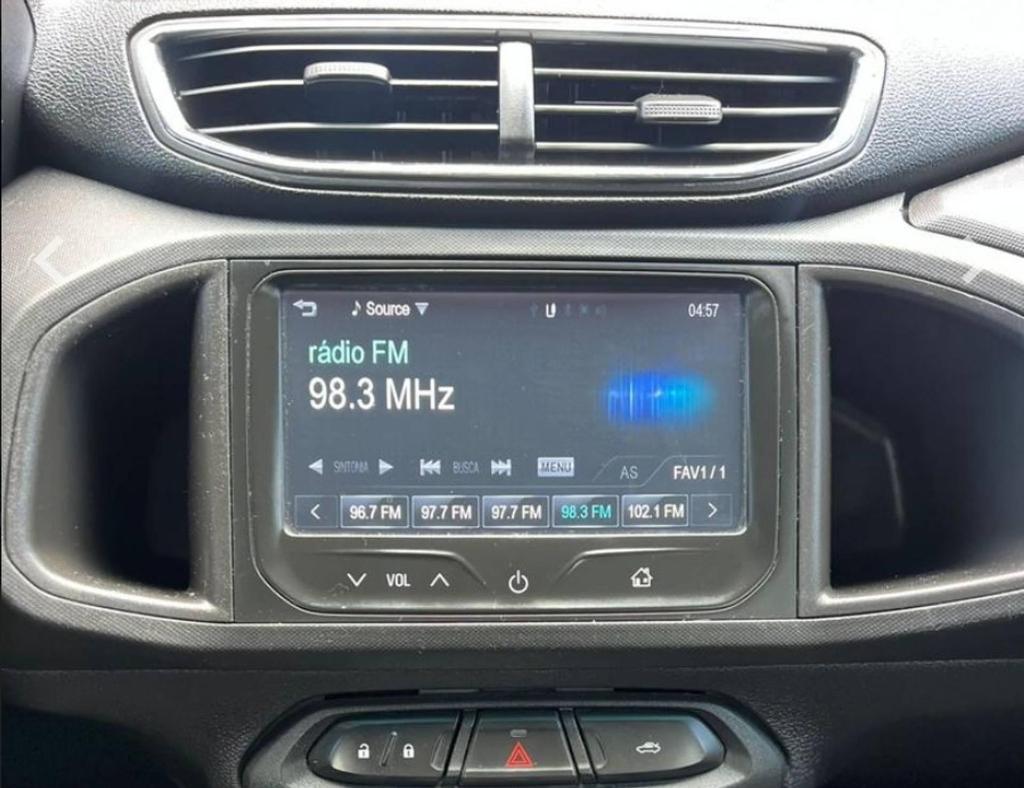 Source 04:57
rádio FM
98.3 MHz
SINTONIA BUSCA MENU AS FAV1/1
96.7 FM 97.7 FM 97.7 FM 98.3 FM 102.1 FM
VOL